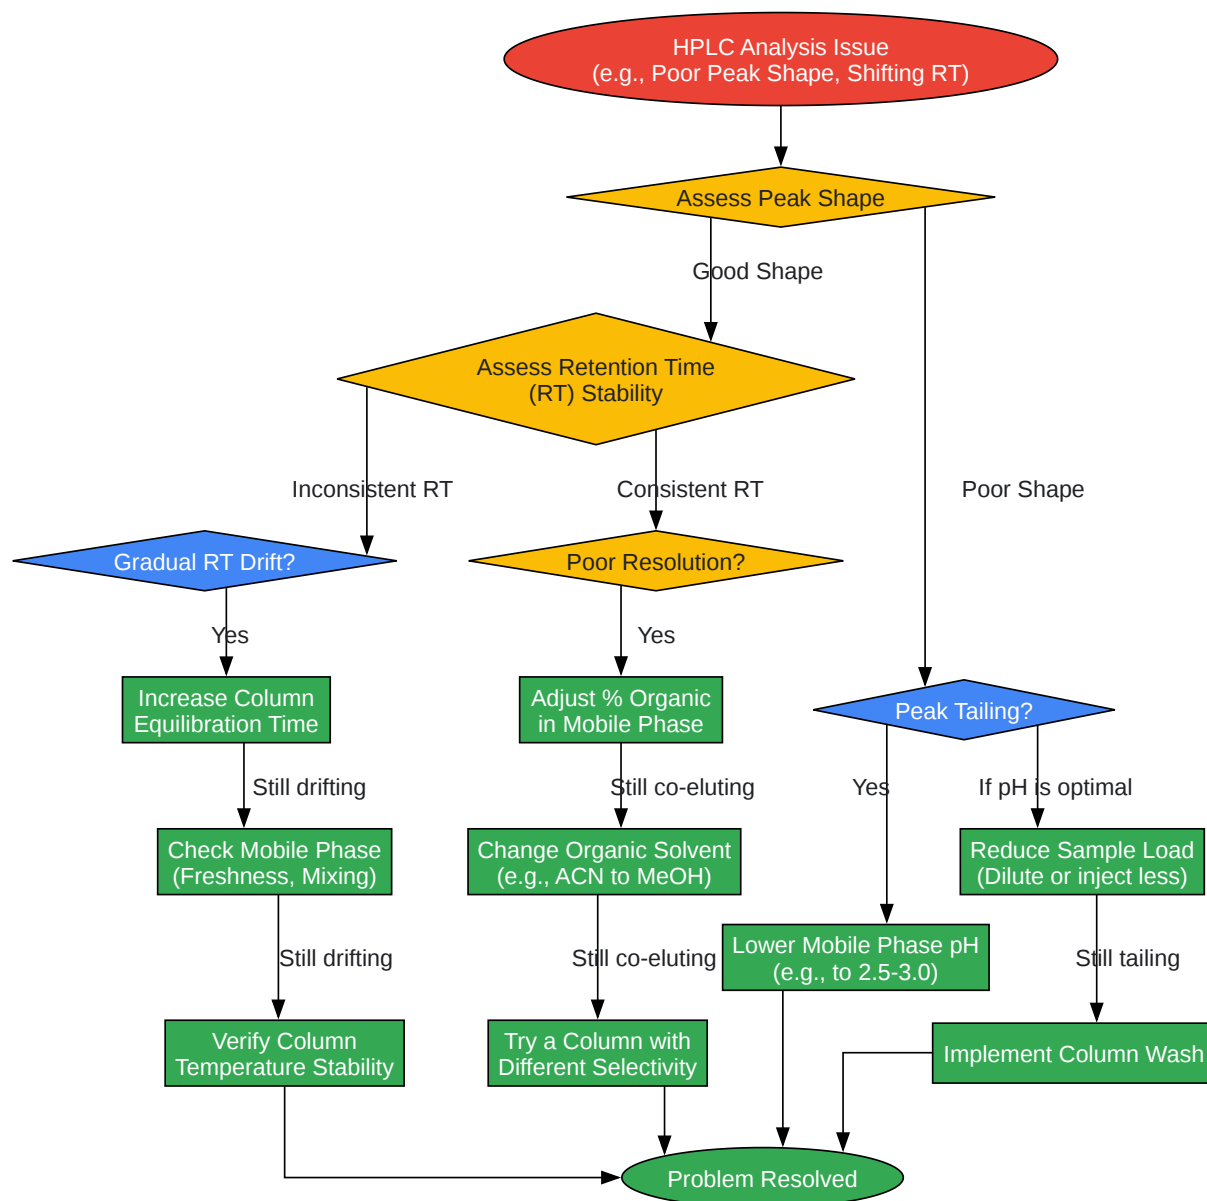 HPLC Analysis Issue
(e.g., Poor Peak Shape, Shifting RT)
Assess Peak Shape
Good Shape
Assess Retention Time
(RT) Stability
Inconsistent RT
Consistent RT
Poor Shape
Gradual RT Drift?
Poor Resolution?
Yes
Yes
Increase Column
Equilibration Time
Adjust % Organic
in Mobile Phase
Peak Tailing?
Still drifting
Still co-eluting
Yes
If pH is optimal
Check Mobile Phase
(Freshness, Mixing)
Change Organic Solvent
(e.g., ACN to MeOH)
Reduce Sample Load
(Dilute or inject less)
Still drifting
Still co-eluting
Lower Mobile Phase pH
(e.g., to 2.5-3.0)
Still tailing
Verify Column
Temperature Stability
Try a Column with
Different Selectivity
Implement Column Wash
Problem Resolved